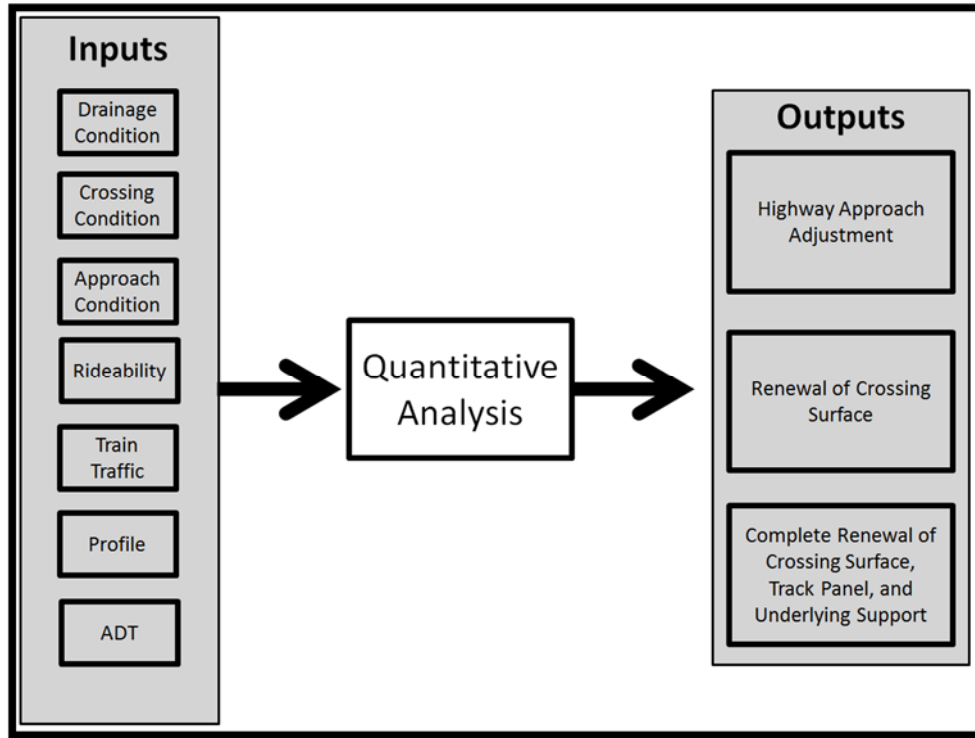 Inputs
Drainage
Condition
Crossing
Condition
Approach
Condition
Rideability
Train
Traffic
Profile
ADT
Quantitative
Analysis
Outputs
Highway Approach
Adjustment
Renewal of Crossing
Surface
Complete Renewal of
Crossing Surface,
Track Panel, and
Underlying Support